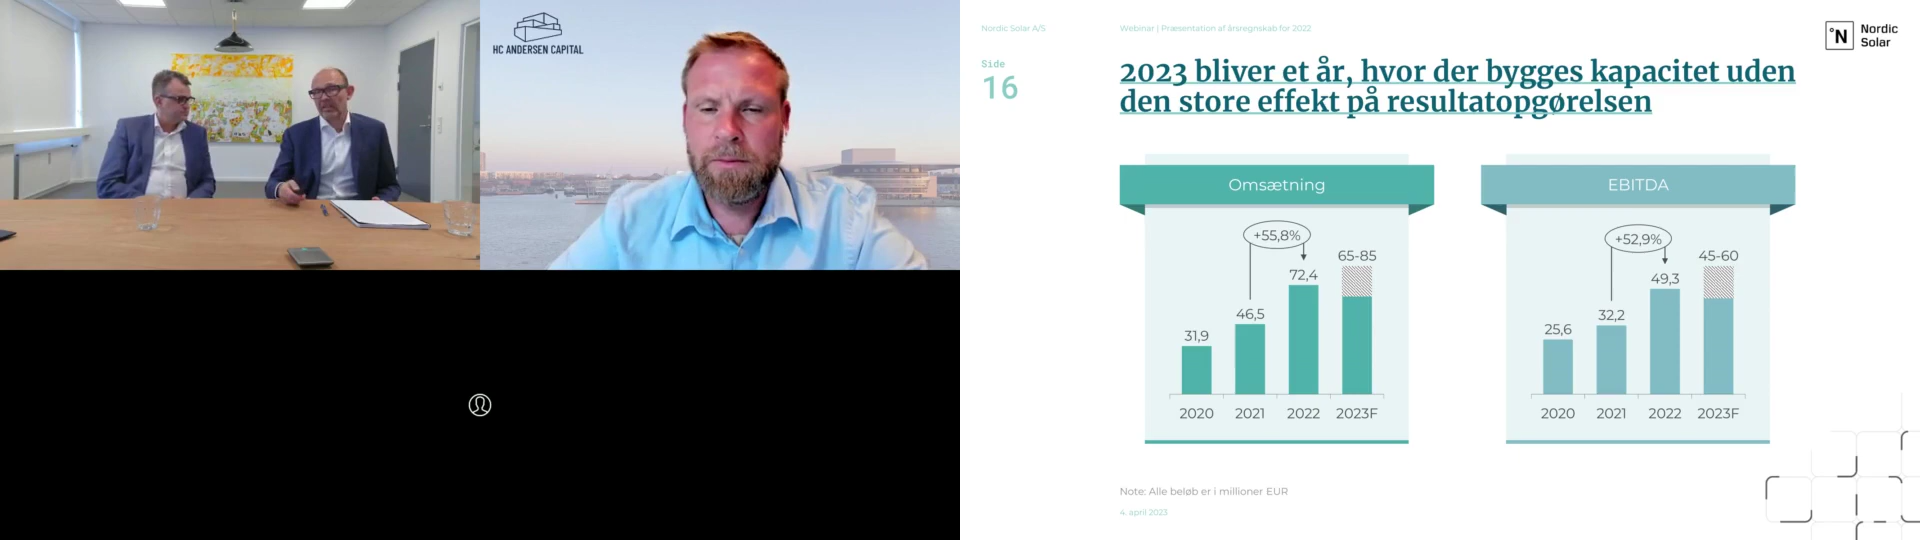 HC ANDERSEN CAPITAL
Nordic Solar A/S
Webinar | Præsentation af årsregnskab for 2022
°N
Nordic
Solar
Side
16
2023 bliver et år, hvor der bygges kapacitet uden
den store effekt på resultatopgørelsen
Omsætning
+55,8%
65-85
72,4
46,5
31,9
2020 2021 2022 2023F
EBITDA
+52,9%
45-60
49,3
32,2
25,6
2020 2021 2022 2023F
Note: Alle beløb er i millioner EUR
4. april 2023